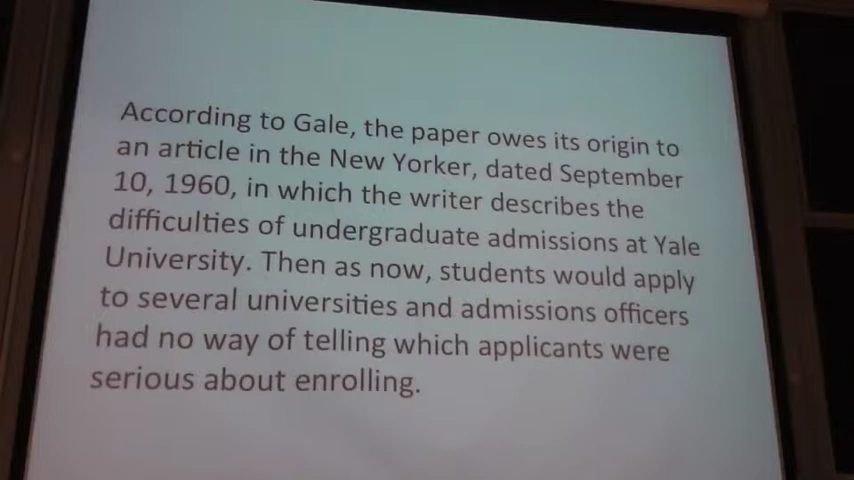 According to Gale, the paper owes its origin to
an article in the New Yorker, dated September
10, 1960, in which the writer describes the
difficulties of undergraduate admissions at Yale
University. Then as now, students would apply
to several universities and admissions officers
had no way of telling which applicants were
serious about enrolling.